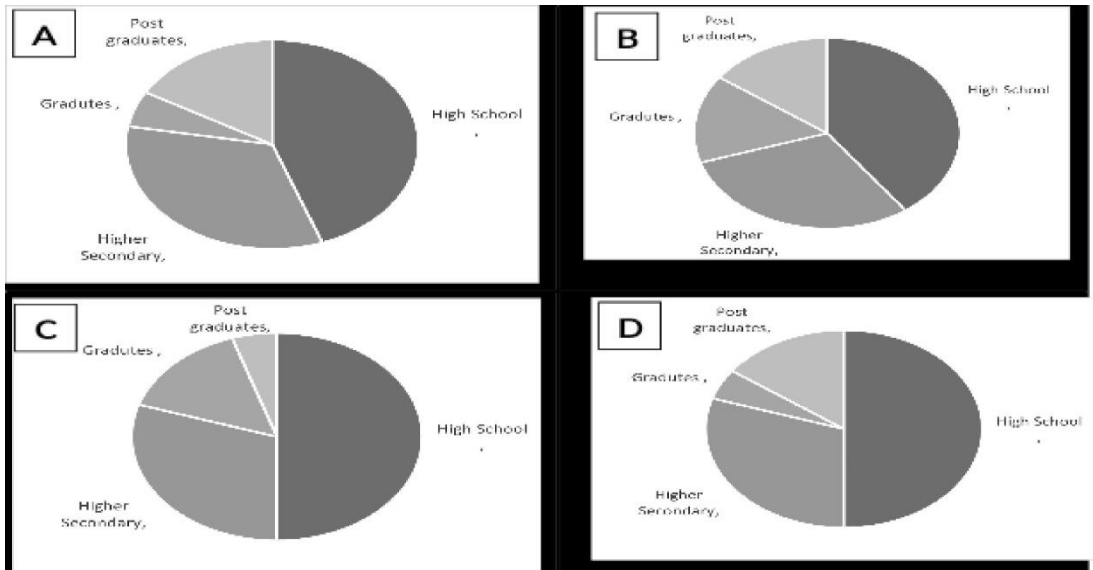 A
Post
graduates,
Gradutes ,
High School
,
Higher
Secondary,
B
Post
graduates,
Gradutes ,
High School
,
Higher
Secondary,
C
Post
graduates,
Gradutes ,
High School
,
Higher
Secondary,
D
Post
graduates,
Gradutes ,
High School
,
Higher
Secondary,